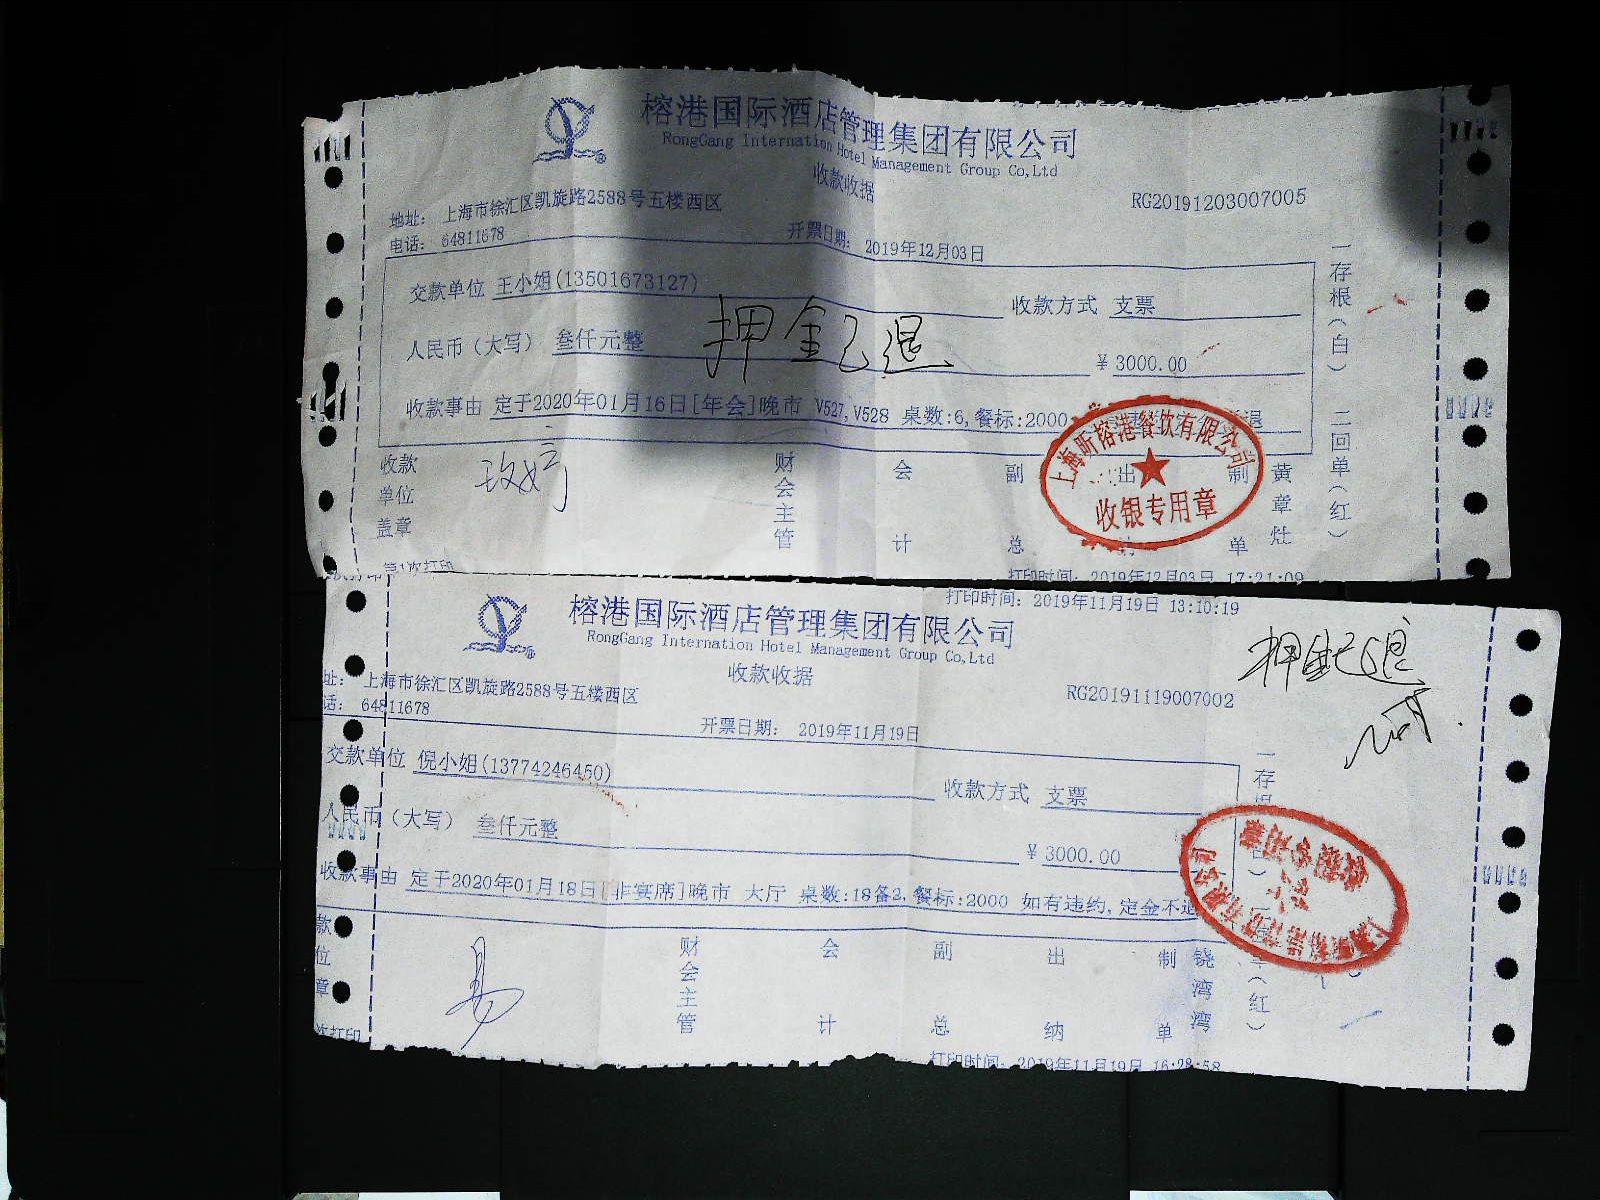 榕港国际酒店管理集团有限公司
RongGang International Hotel Management Group Co,Ltd
收款收据
RG20191203007005
地址: 上海市徐汇区凯旋路2588号五楼西区
电话: 64811678
开票日期: 2019年12月03日
交款单位 王小姐(13501673127)
收款方式 支票
人民币(大写) 叁仟元整
¥ 3000.00
押金已退
收款事由 定于2020年01月16日[年会]晚市 V527,V528 桌数:6,餐标:2000
一存根(白) 二回单(红)
收款单位盖章
财会主管
会计
副总
出
制单
黄章灶
上海昕榕港餐饮有限公司
收银专用章
打印时间: 2019年12月03日 17:21:09
打印时间: 2019年11月19日 13:10:19
榕港国际酒店管理集团有限公司
RongGang International Hotel Management Group Co,Ltd
收款收据
RG20191119007002
押金已退
址: 上海市徐汇区凯旋路2588号五楼西区
话: 64811678
开票日期: 2019年11月19日
交款单位 倪小姐(13774246450)
收款方式 支票
人民币(大写) 叁仟元整
¥ 3000.00
收款事由 定于2020年01月18日[非宴席]晚市 大厅 桌数:18备2,餐标:2000 如有违约,定金不退
款位章
财会主管
会计
副总
出纳
制单
饶湾湾
次打印
打印时间: 2019年11月19日 16:28:58